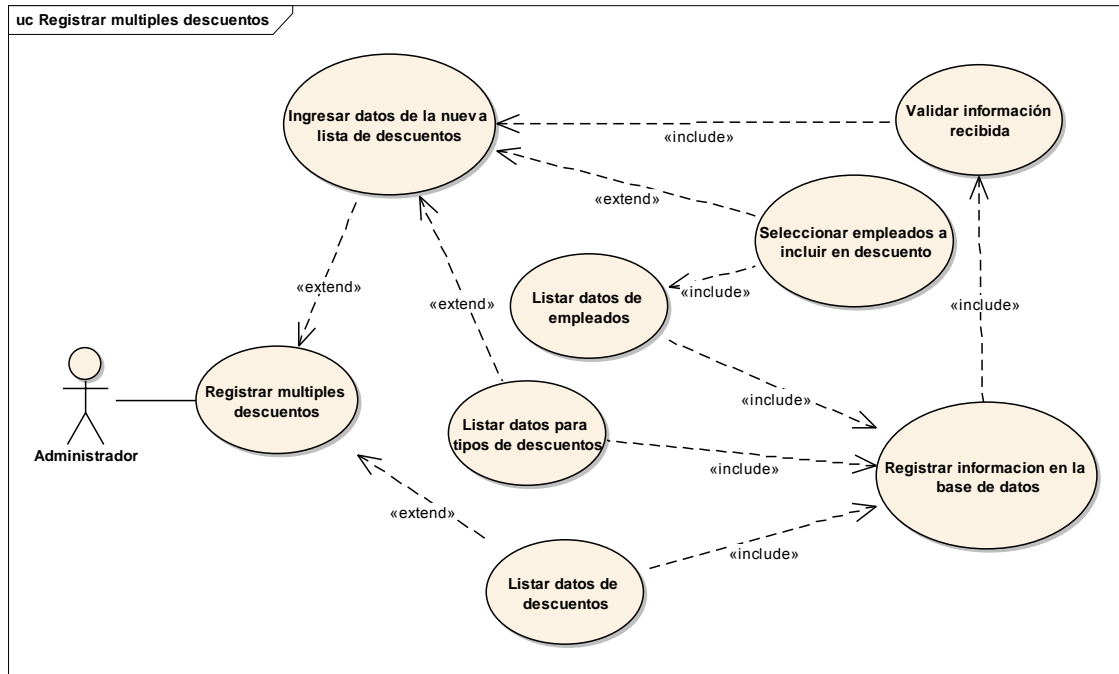 uc Registrar multiples descuentos
Ingresar datos de la nueva
lista de descuentos
Validar información
recibida
«include»
«extend»
Seleccionar empleados a
incluir en descuento
Listar datos de
empleados
«include»
«extend»
«extend»
«include»
Registrar multiples
descuentos
Administrador
Listar datos para
tipos de descuentos
«include»
«include»
Registrar informacion en la
base de datos
«extend»
«include»
Listar datos de
descuentos